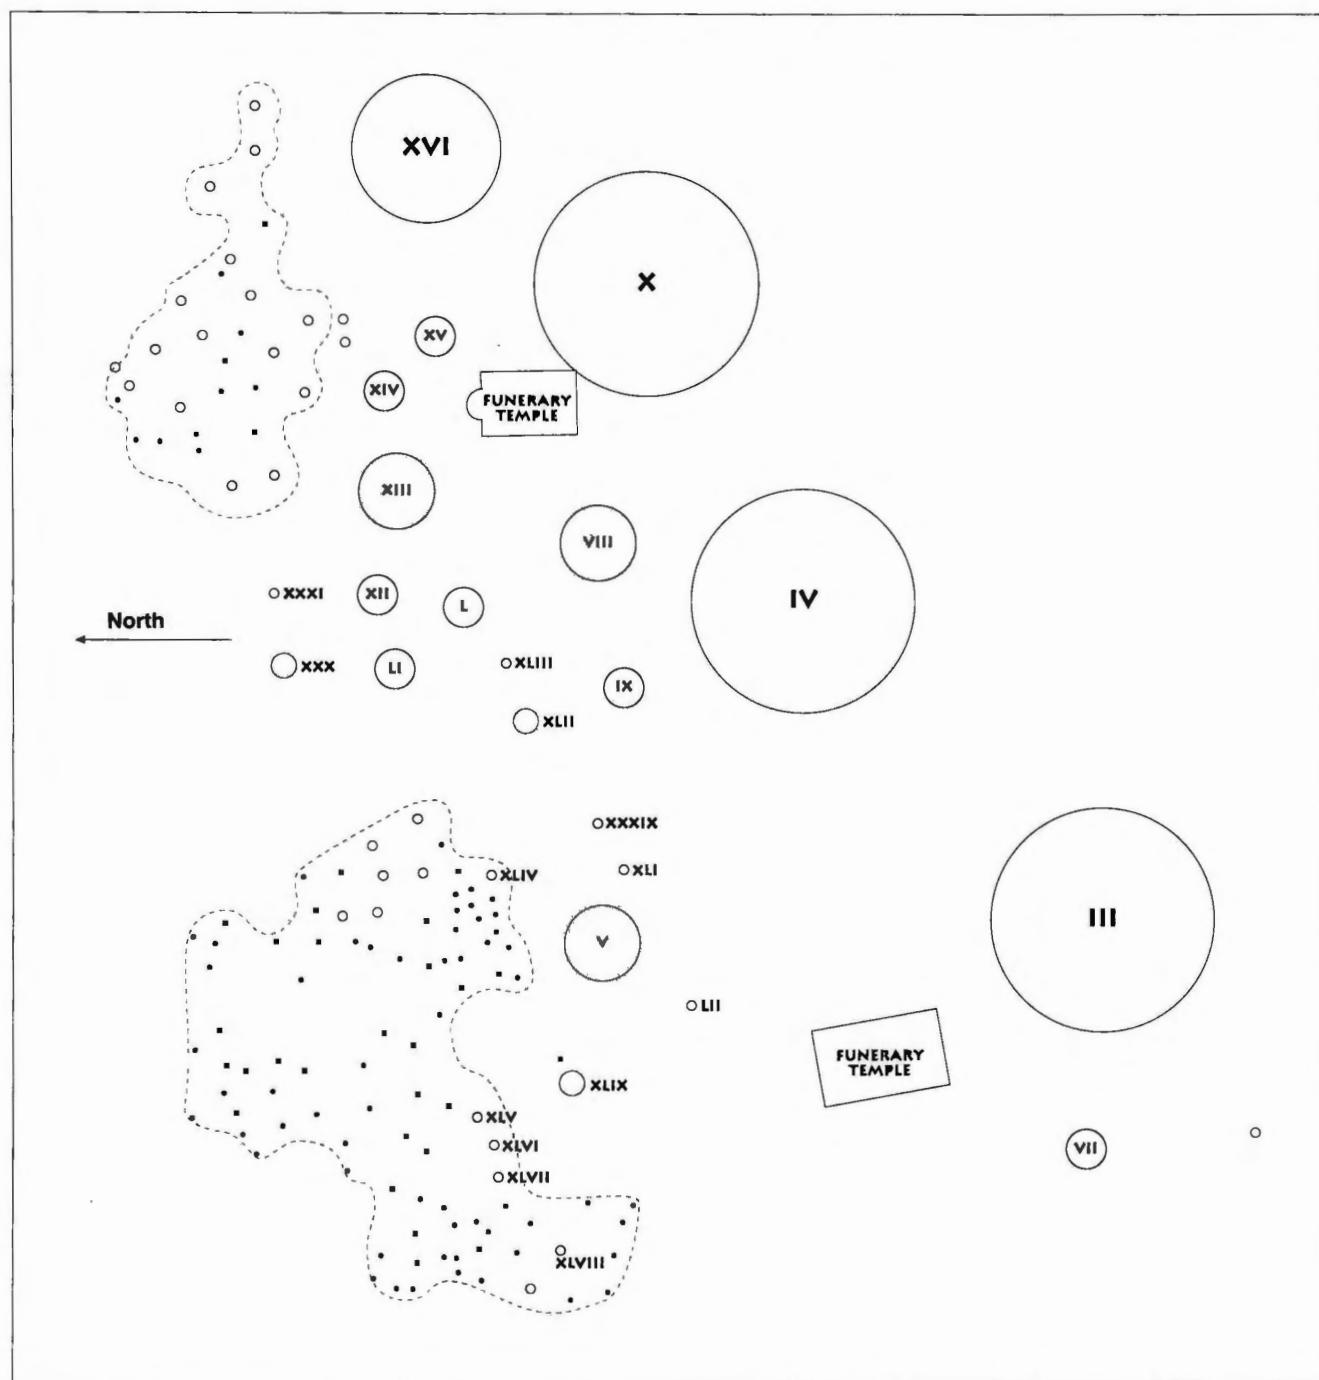 XVI
X
XV
XIV
FUNERARY
TEMPLE
XIII
VIII
IV
XXXI
XII
L
North
XXX
LI
XLIII
IX
XLII
XXXIX
XLIV
XLI
III
V
LII
FUNERARY
TEMPLE
XLIX
XLV
XLVI
VII
XLVII
XLVIII